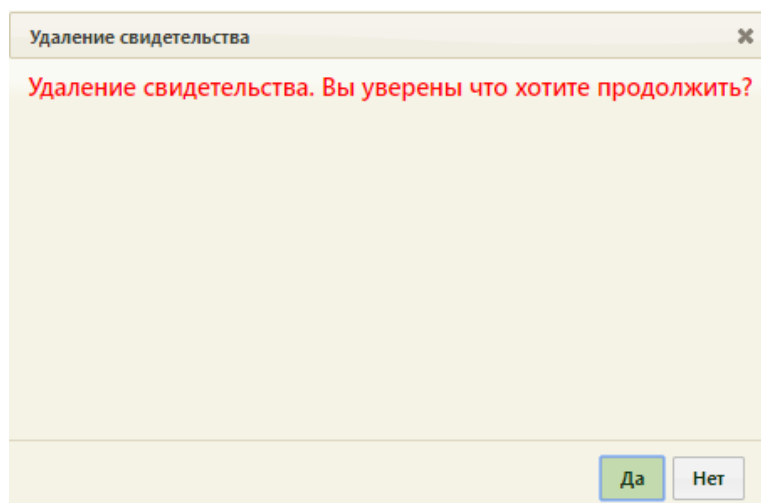 Удаление свидетельства
Удаление свидетельства. Вы уверены что хотите продолжить?
Да
Нет